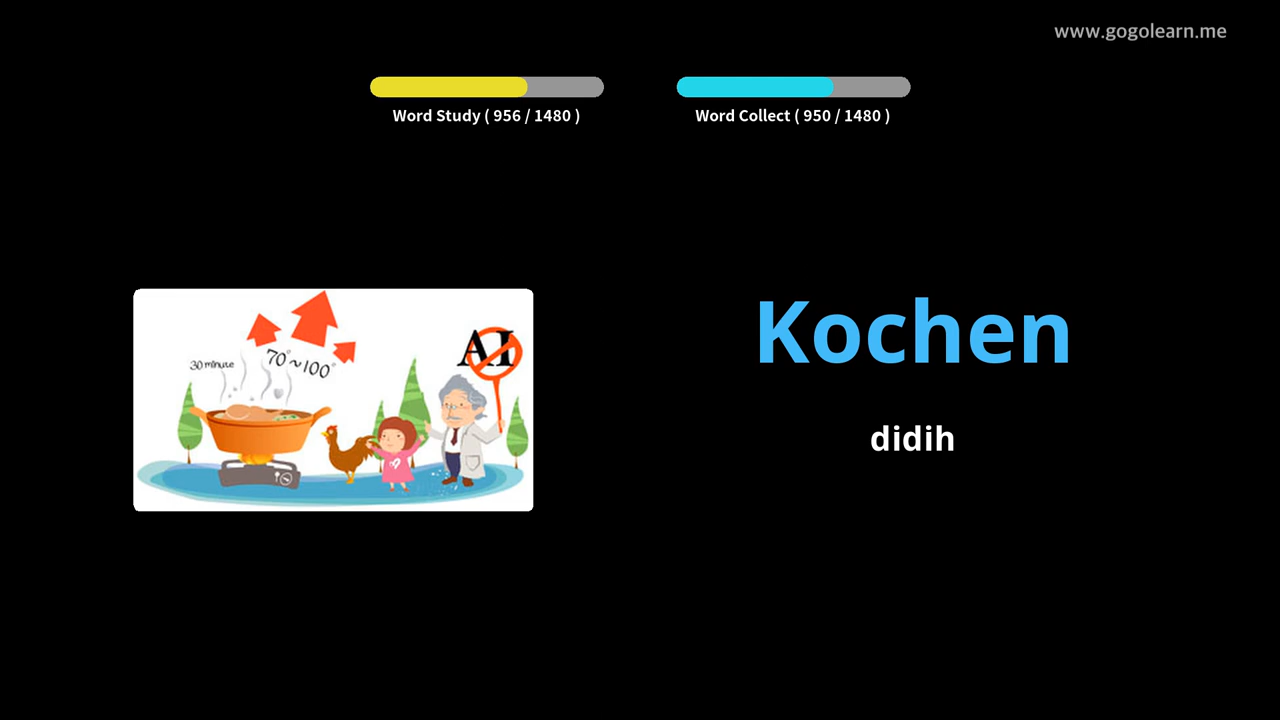 www.gogolearn.me
Word Study ( 956 / 1480 )
Word Collect ( 950 / 1480 )
30 minute
70°~100°
AI
Kochen
didih